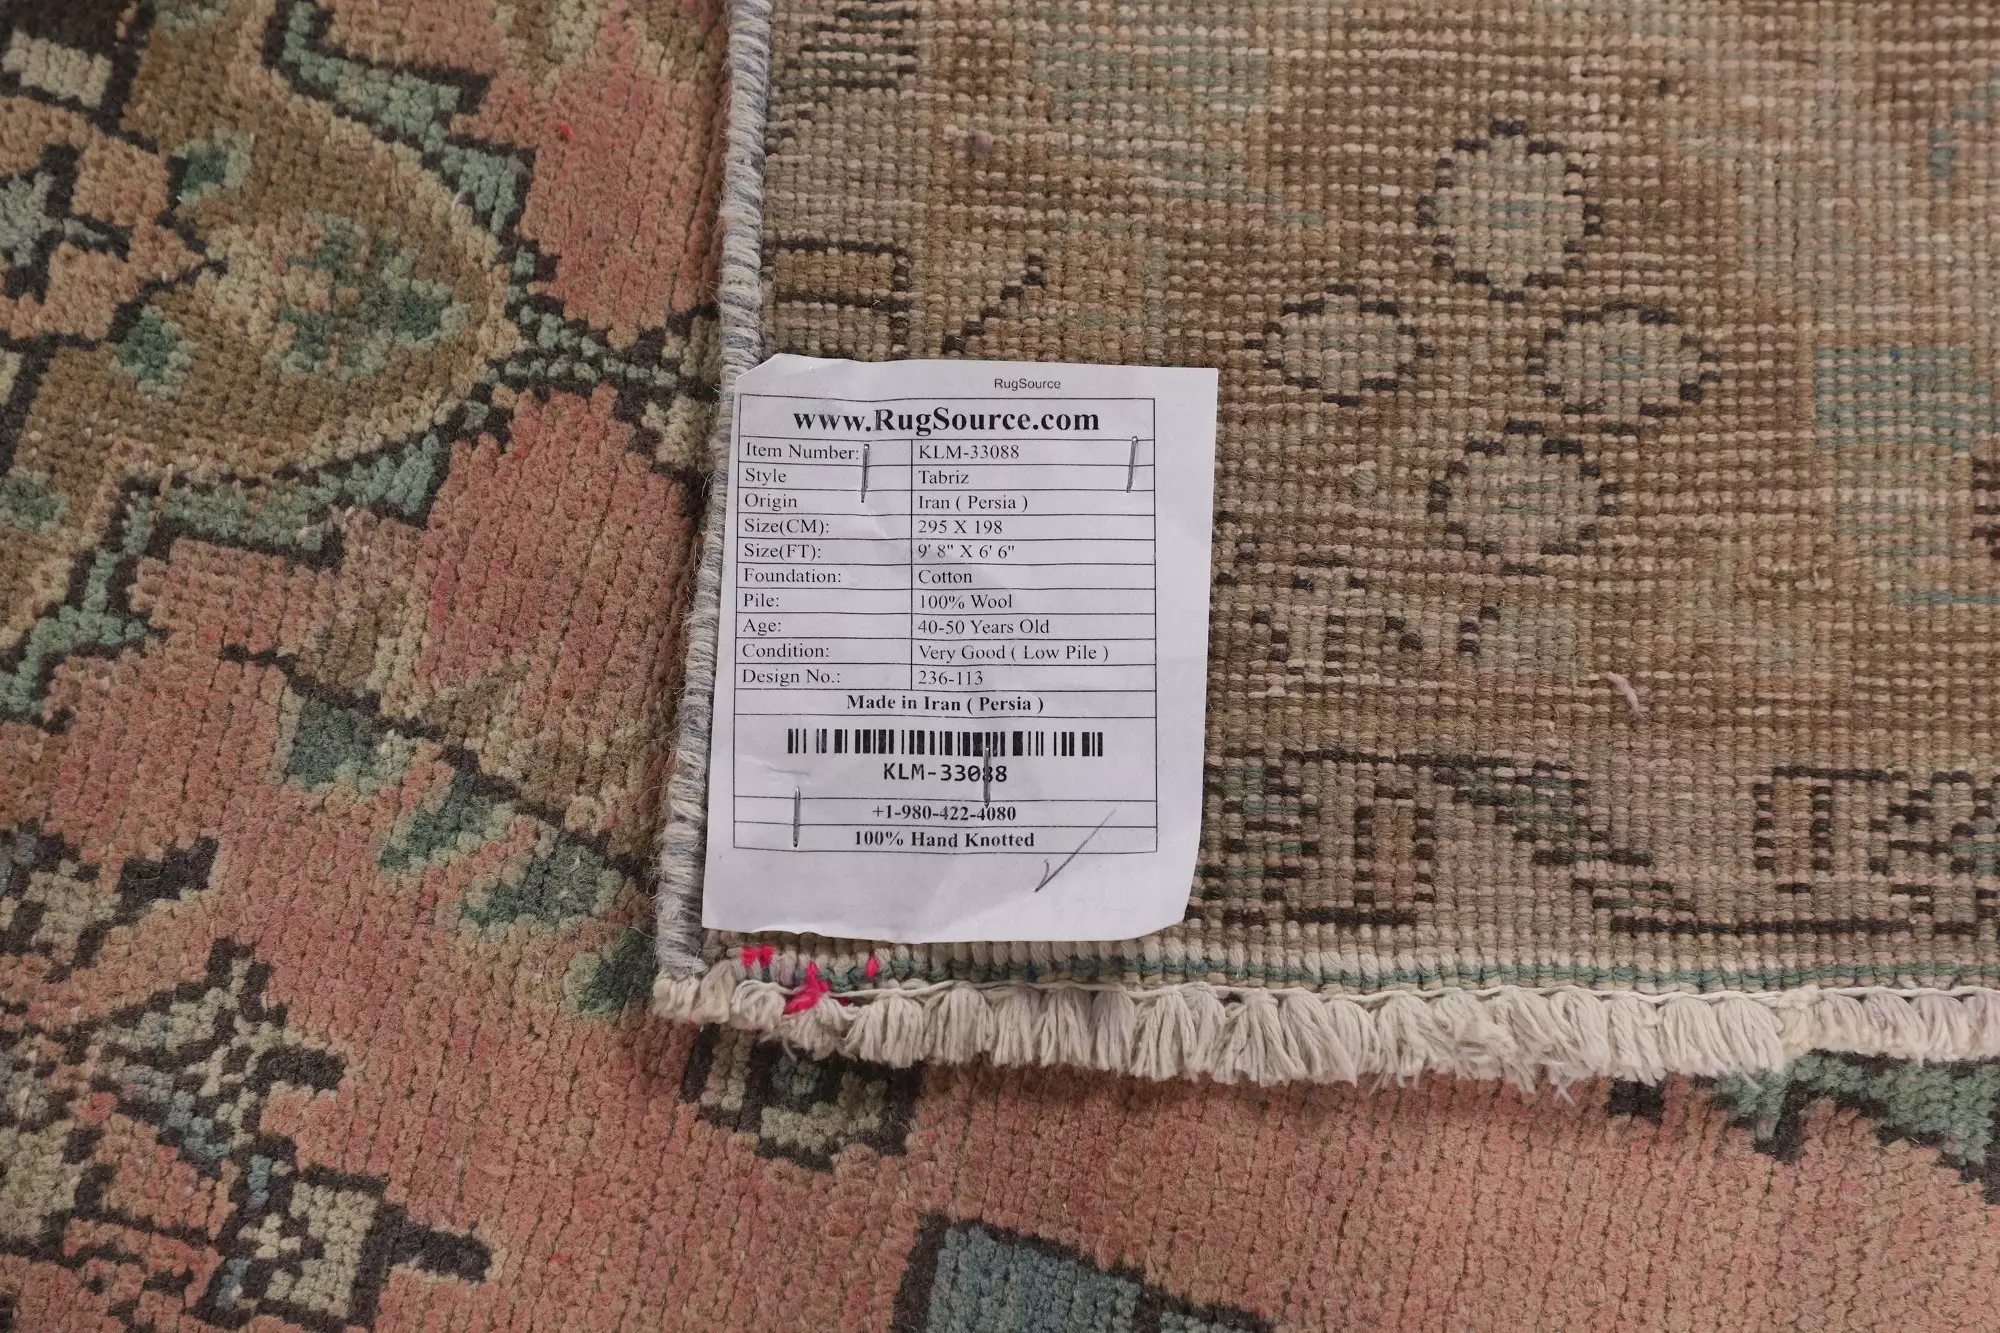 RugSource
www.RugSource.com
Item Number: KLM-33088
Style Tabriz
Origin Iran ( Persia )
Size(CM): 295 X 198
Size(FT): 9' 8" X 6' 6"
Foundation: Cotton
Pile: 100% Wool
Age: 40-50 Years Old
Condition: Very Good ( Low Pile )
Design No.: 236-113
Made in Iran ( Persia )
KLM-33088
+1-980-422-4080
100% Hand Knotted